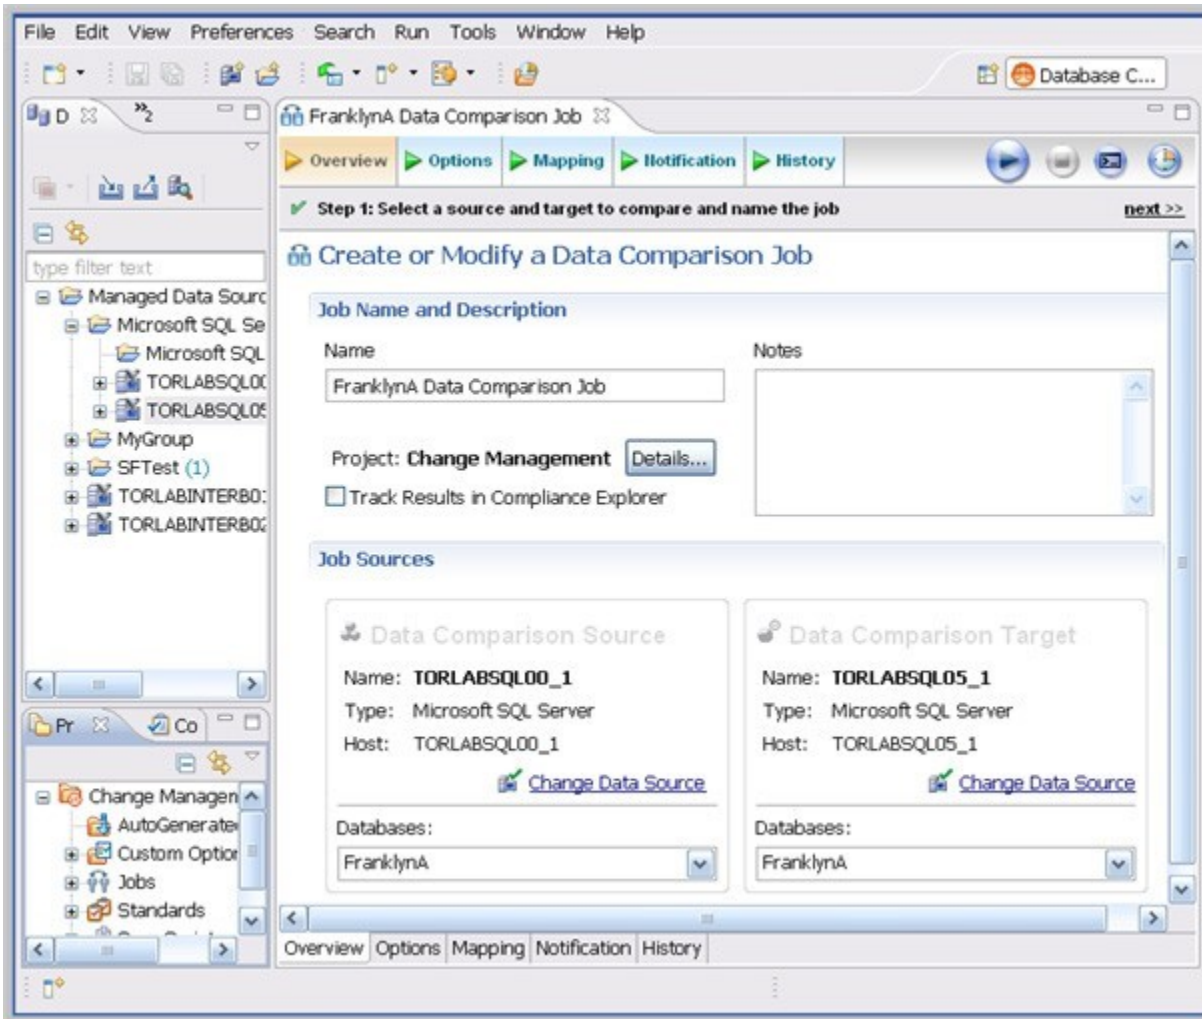 File Edit View Preferences Search Run Tools Window Help
Database C...
D
2
FranklynA Data Comparison Job
Overview Options Mapping Notification History
Step 1: Select a source and target to compare and name the job
next >>
type filter text
Managed Data Sourc
Microsoft SQL Se
Microsoft SQL
TORLABSQL00
TORLABSQL05
MyGroup
SFTest (1)
TORLABINTERB01
TORLABINTERB02
Create or Modify a Data Comparison Job
Job Name and Description
Name
FranklynA Data Comparison Job
Notes
Project: Change Management Details...
Track Results in Compliance Explorer
Job Sources
Data Comparison Source
Name: TORLABSQL00_1
Type: Microsoft SQL Server
Host: TORLABSQL00_1
Change Data Source
Databases:
FranklynA
Data Comparison Target
Name: TORLABSQL05_1
Type: Microsoft SQL Server
Host: TORLABSQL05_1
Change Data Source
Databases:
FranklynA
Pr
Co
Change Managen
AutoGenerate
Custom Option
Jobs
Standards
Overview Options Mapping Notification History